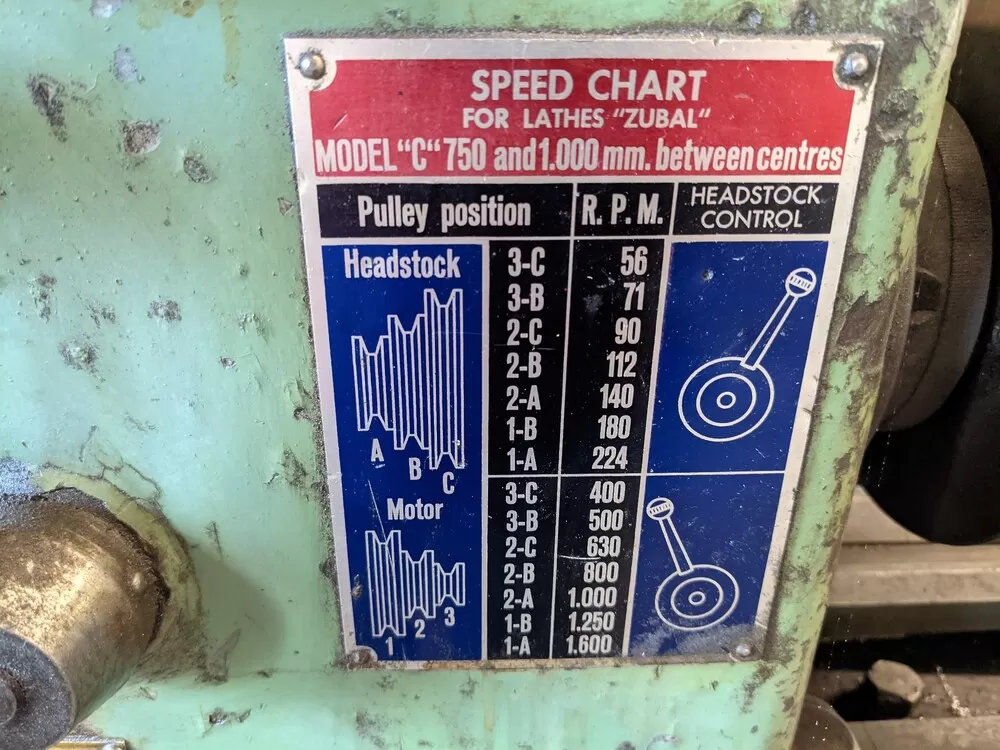 SPEED CHART
FOR LATHES “ZUBAL“
MODEL “C“ 750 and 1.000 mm. between centres
Pulley position R. P. M. HEADSTOCK CONTROL
Headstock
3-C 56
3-B 71
2-C 90
2-B 112
2-A 140
1-B 180
1-A 224
A
B
C
Motor
3-C 400
3-B 500
2-C 630
2-B 800
2-A 1.000
1-B 1.250
1-A 1.600
1
2
3